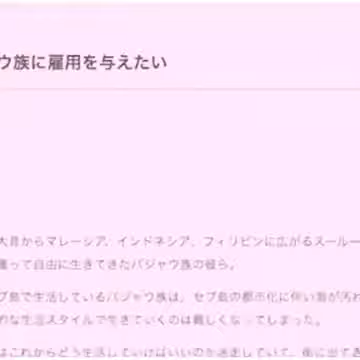 ウ族に雇用を与えたい
大昔からマレーシア、インドネシア、フィリピンに広がるスールー
って自由に生きてきたバジャウ族の彼ら。
ブ島で生活しているバジャウ族は、セブ島の都市化に伴い海が汚
的な生活スタイルで生きていくのは難しくなってしまった。
はこれからどう生活していけばいいのか迷走していて、街に出てき